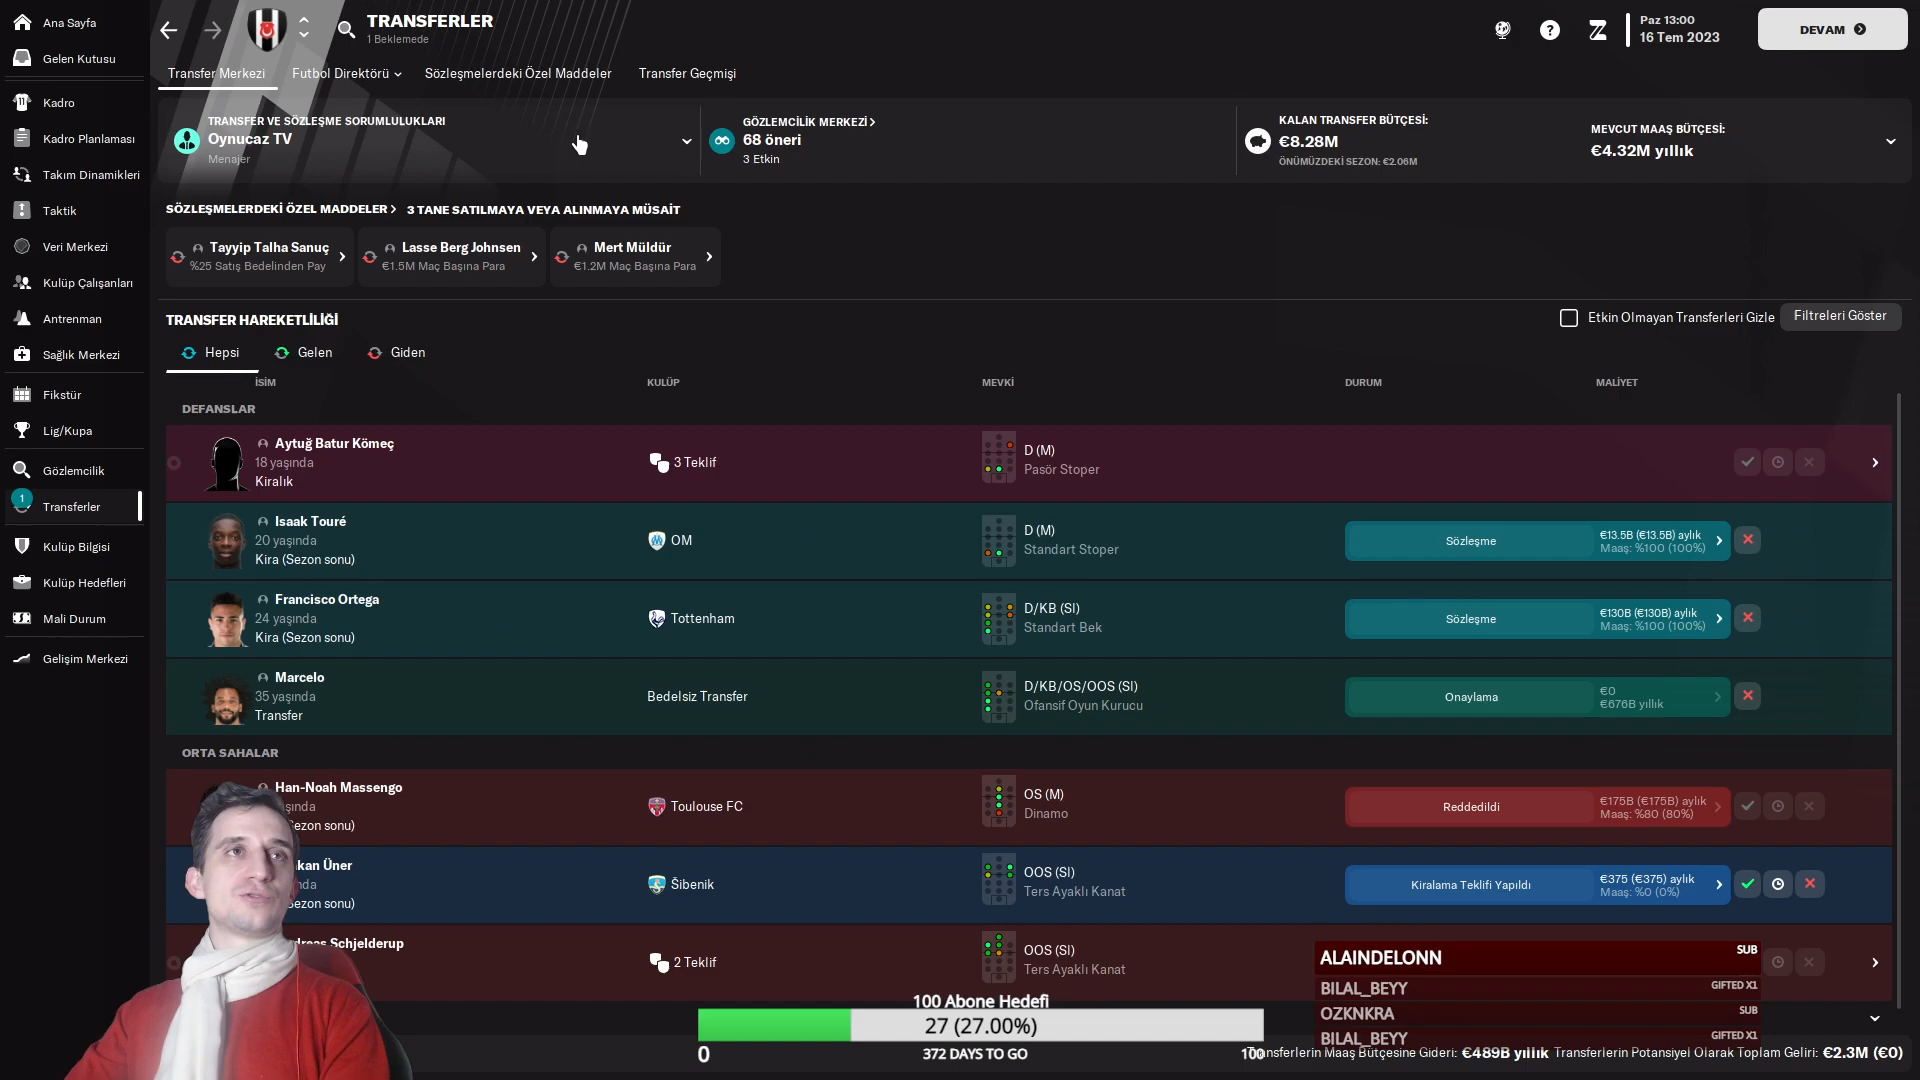 Ana Sayfa
Gelen Kutusu
Kadro
Kadro Planlaması
Takım Dinamikleri
Taktik
Veri Merkezi
Kulüp Çalışanları
Antrenman
Sağlık Merkezi
Fikstür
Lig/Kupa
Gözlemcilik
1
Transferler
Kulüp Bilgisi
Kulüp Hedefleri
Mali Durum
Gelişim Merkezi
TRANSFERLER
1 Beklemede
Paz 13:00
16 Tem 2023
DEVAM
Transfer Merkezi
Futbol Direktörü
Sözleşmelerdeki Özel Maddeler
Transfer Geçmişi
TRANSFER VE SÖZLEŞME SORUMLULUKLARI
Oynucaz TV
Menajer
GÖZLEMCİLİK MERKEZİ >
68 öneri
3 Etkin
KALAN TRANSFER BÜTÇESİ:
€8.28M
ÖNÜMÜZDEKİ SEZON: €2.06M
MEVCUT MAAŞ BÜTÇESİ:
€4.32M yıllık
SÖZLEŞMELERDEKİ ÖZEL MADDELER > 3 TANE SATILMAYA VEYA ALINMAYA MÜSAİT
Tayyip Talha Sanuç
%25 Satış Bedelinden Pay
Lasse Berg Johnsen
€1.5M Maç Başına Para
Mert Müldür
€1.2M Maç Başına Para
TRANSFER HAREKETLİLİĞİ
Etkin Olmayan Transferleri Gizle
Filtreleri Göster
Hepsi
Gelen
Giden
İSİM KULÜP MEVKİ DURUM MALİYET
DEFANSLAR
Aytuğ Batur Kömeç
18 yaşında
Kiralık
3 Teklif
D (M)
Pasör Stoper
Isaak Touré
20 yaşında
Kira (Sezon sonu)
OM
D (M)
Standart Stoper
Sözleşme
€13.5B (€13.5B) aylık
Maaş: %100 (100%)
Francisco Ortega
24 yaşında
Kira (Sezon sonu)
Tottenham
D/KB (Sl)
Standart Bek
Sözleşme
€130B (€130B) aylık
Maaş: %100 (100%)
Marcelo
35 yaşında
Transfer
Bedelsiz Transfer
D/KB/OS/OOS (Sl)
Ofansif Oyun Kurucu
Onaylama
€0
€676B yıllık
ORTA SAHALAR
Han-Noah Massengo
Sezon sonu)
Toulouse FC
OS (M)
Dinamo
Reddedildi
€175B (€175B) aylık
Maaş: %80 (80%)
kan Üner
Sezon sonu)
Šibenik
OOS (Sl)
Ters Ayaklı Kanat
Kiralama Teklifi Yapıldı
€375 (€375) aylık
Maaş: %0 (0%)
dreas Schjelderup
2 Teklif
OOS (Sl)
Ters Ayaklı Kanat
ALAINDELONN SUB
BILAL_BEYY GIFTED X1
OZKNKRA SUB
BILAL_BEYY GIFTED X1
100 Abone Hedefi
27 (27.00%)
0 372 DAYS TO GO 100
Transferlerin Maaş Bütçesine Gideri: €489B yıllık Transferlerin Potansiyel Olarak Toplam Geliri: €2.3M (€0)